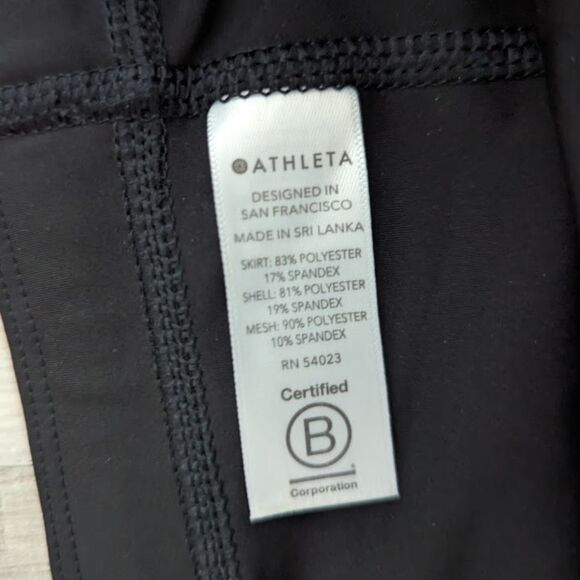 ATHLETA
DESIGNED IN
SAN FRANCISCO
MADE IN SRI LANKA
SKIRT: 83% POLYESTER
17% SPANDEX
SHELL: 81% POLYESTER
19% SPANDEX
MESH: 90% POLYESTER
10% SPANDEX
RN 54023
Certified
B
Corporation